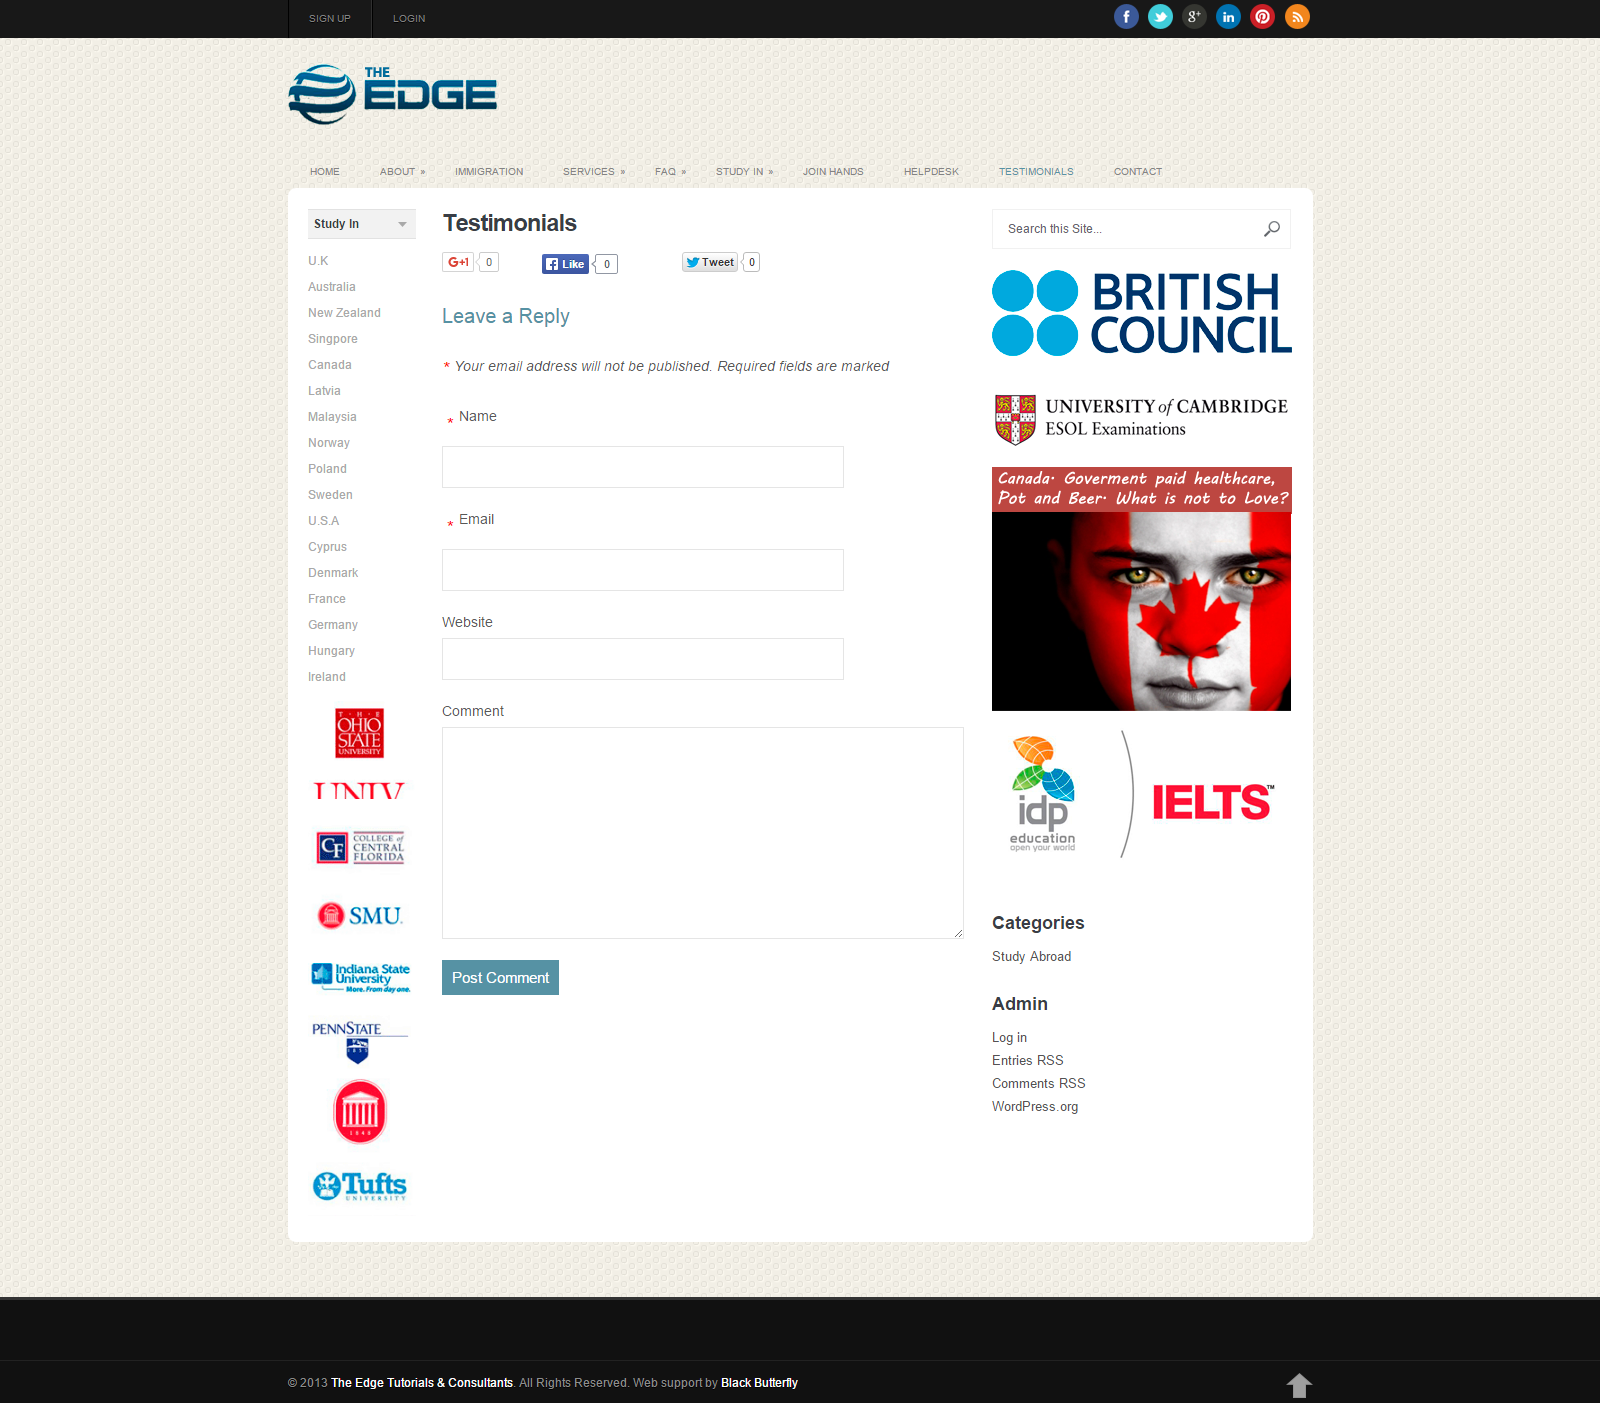 SIGN UP
LOGIN
THE
EDGE
HOME
ABOUT »
IMMIGRATION
SERVICES »
FAQ »
STUDY IN »
JOIN HANDS
HELPDESK
TESTIMONIALS
CONTACT
Study In
U.K
Australia
New Zealand
Singpore
Canada
Latvia
Malaysia
Norway
Poland
Sweden
U.S.A
Cyprus
Denmark
France
Germany
Hungary
Ireland
THE
OHIO
STATE
UNIVERSITY
UNIV
CF
COLLEGE of
CENTRAL
FLORIDA
SMU.
Indiana State
University
More. From day one.
PENNSTATE
1855
1848
Tufts
UNIVERSITY
Testimonials
G+1 0
Like 0
Tweet 0
Leave a Reply
* Your email address will not be published. Required fields are marked
* Name
* Email
Website
Comment
Post Comment
Search this Site...
BRITISH
COUNCIL
UNIVERSITY of CAMBRIDGE
ESOL Examinations
Canada· Goverment paid healthcare,
Pot and Beer· What is not to Love?
idp
education
open your world
IELTS™
Categories
Study Abroad
Admin
Log in
Entries RSS
Comments RSS
WordPress.org
© 2013 The Edge Tutorials & Consultants. All Rights Reserved. Web support by Black Butterfly